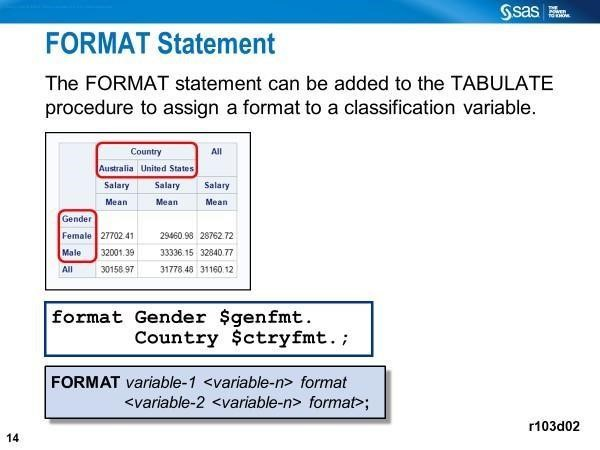 sas THE POWER TO KNOW.
FORMAT Statement
The FORMAT statement can be added to the TABULATE
procedure to assign a format to a classification variable.
Country All
Australia United States
Salary Salary Salary
Mean Mean Mean
Gender
Female 27702.41 29460.98 28762.72
Male 32001.39 33336.15 32840.77
All 30158.97 31778.48 31160.12
format Gender $genfmt.
Country $ctryfmt.;
FORMAT variable-1 <variable-n> format
<variable-2 <variable-n> format>;
r103d02
14